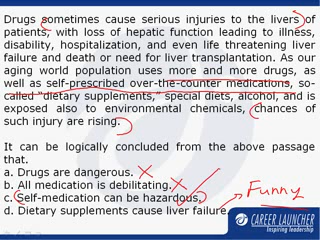 Drugs sometimes cause serious injuries to the livers of
patients, with loss of hepatic function leading to illness,
disability, hospitalization, and even life threatening liver
failure and death or need for liver transplantation. As our
aging world population uses more and more drugs, as
well as self-prescribed over-the-counter medications, so-
called "dietary supplements," special diets, alcohol, and is
exposed also to environmental chemicals, chances of
such injury are rising.
It can be logically concluded from the above passage
that.
a. Drugs are dangerous.
b. All medication is debilitating.
c. Self-medication can be hazardous.
Funny
d. Dietary supplements cause liver failure.
CAREER LAUNCHER
Inspiring leadership